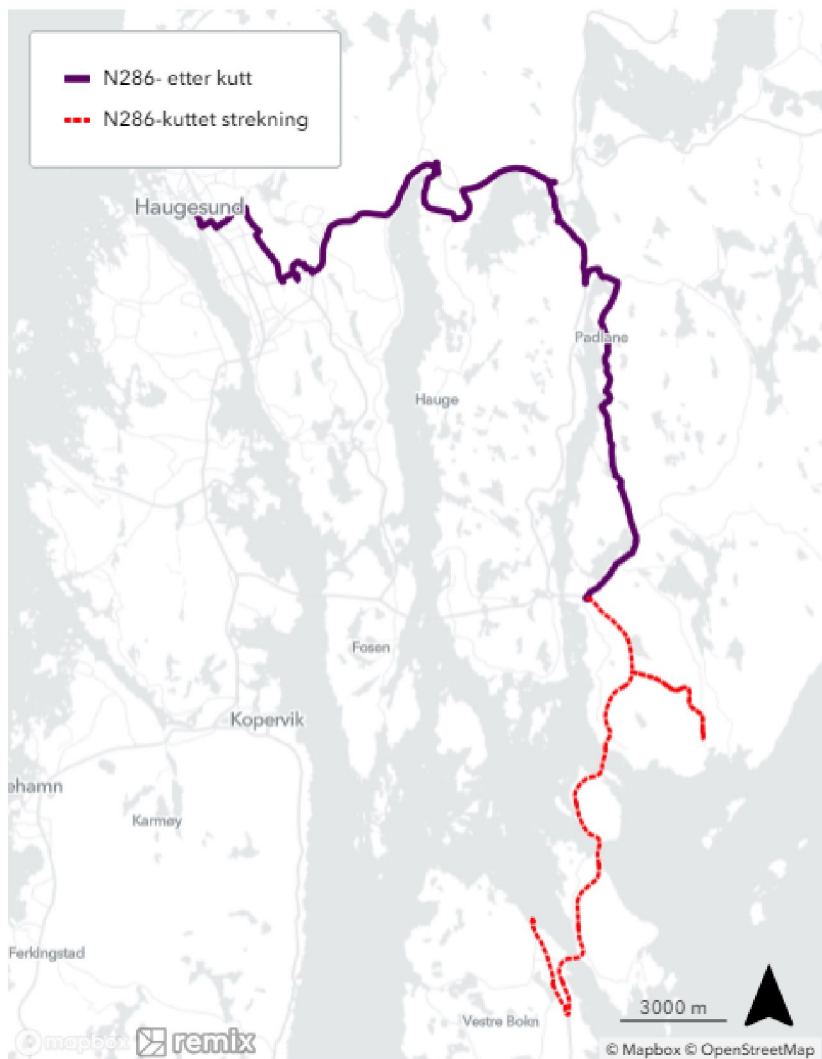 N286- etter kutt
N286-kuttet strekning
Haugesund
Padlane
Hauge
Fosen
Kopervik
ehamn
Karmøy
Ferkingstad
Vestre Bokn
3000 m
mapbox remix
© Mapbox © OpenStreetMap